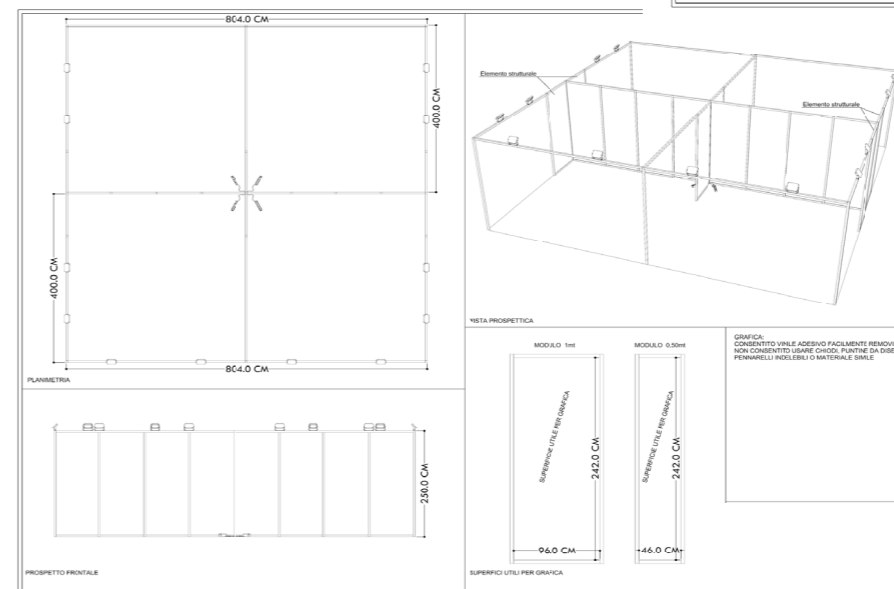 804.0 CM
400.0 CM
400.0 CM
804.0 CM
PLANIMETRIA
250.0 CM
PROSPETTO FRONTALE
Elemento strutturale
Elemento strutturale
VISTA PROSPETTICA
MODULO 1mt
MODULO 0,50mt
SUPERFICIE UTILE PER GRAFICA
242.0 CM
96.0 CM
SUPERFICIE UTILE PER GRAFICA
242.0 CM
46.0 CM
SUPERFICI UTILI PER GRAFICA
GRAFICA:
CONSENTITO VINILE ADESIVO FACILMENTE REMOVI
NON CONSENTITO USARE CHIODI, PUNTINE DA DISE
PENNARELLI INDELEBILI O MATERIALE SIMILE